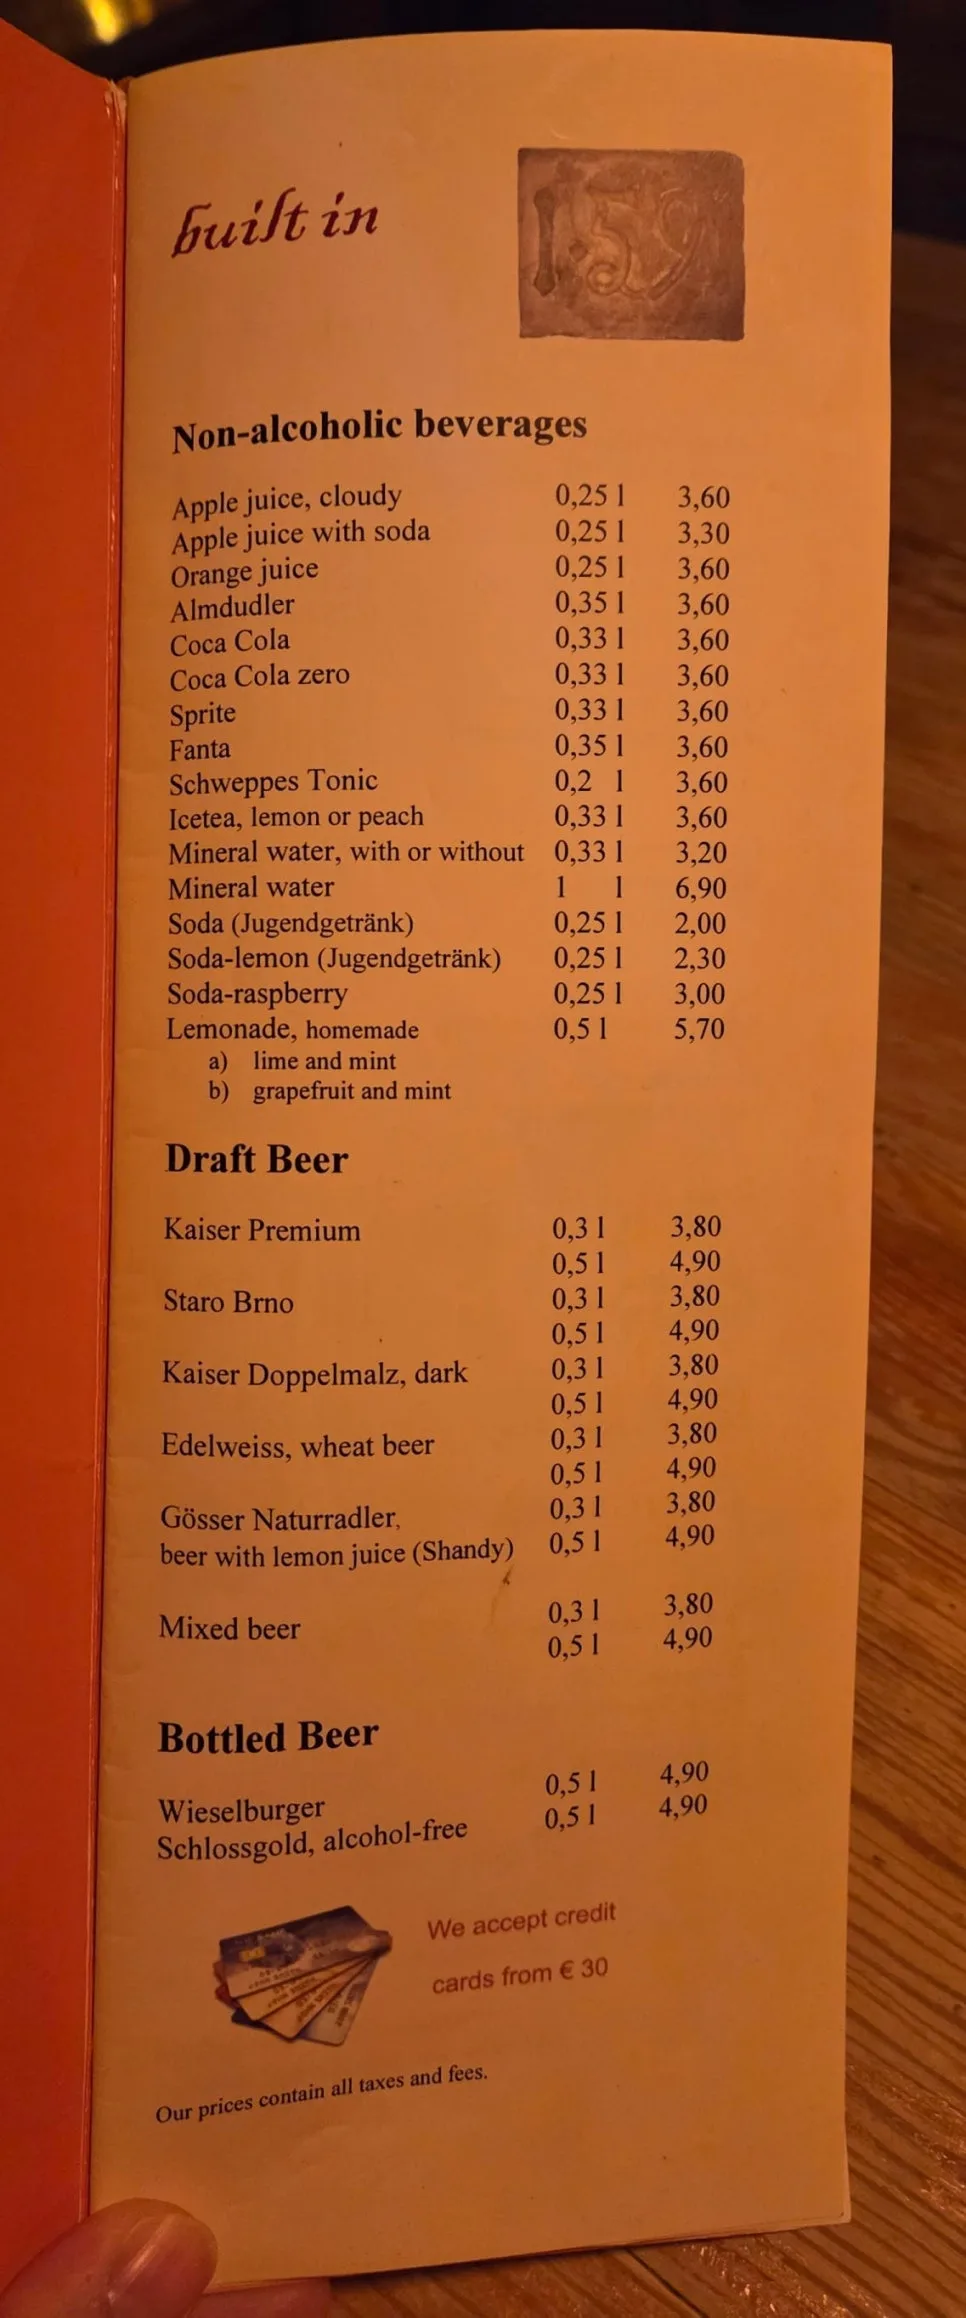 built in
Non-alcoholic beverages
Apple juice, cloudy 0,25 l 3,60
Apple juice with soda 0,25 l 3,30
Orange juice 0,25 l 3,60
Almdudler 0,35 l 3,60
Coca Cola 0,33 l 3,60
Coca Cola zero 0,33 l 3,60
Sprite 0,33 l 3,60
Fanta 0,35 l 3,60
Schweppes Tonic 0,2 l 3,60
Icetea, lemon or peach 0,33 l 3,60
Mineral water, with or without 0,33 l 3,20
Mineral water 1 l 6,90
Soda (Jugendgetränk) 0,25 l 2,00
Soda-lemon (Jugendgetränk) 0,25 l 2,30
Soda-raspberry 0,25 l 3,00
Lemonade, homemade 0,5 l 5,70
a) lime and mint
b) grapefruit and mint
Draft Beer
Kaiser Premium 0,3 l 3,80
0,5 l 4,90
Staro Brno 0,3 l 3,80
0,5 l 4,90
Kaiser Doppelmalz, dark 0,3 l 3,80
0,5 l 4,90
Edelweiss, wheat beer 0,3 l 3,80
0,5 l 4,90
Gösser Naturradler, 0,3 l 3,80
beer with lemon juice (Shandy) 0,5 l 4,90
Mixed beer 0,3 l 3,80
0,5 l 4,90
Bottled Beer
Wieselburger 0,5 l 4,90
Schlossgold, alcohol-free 0,5 l 4,90
We accept credit
cards from € 30
Our prices contain all taxes and fees.